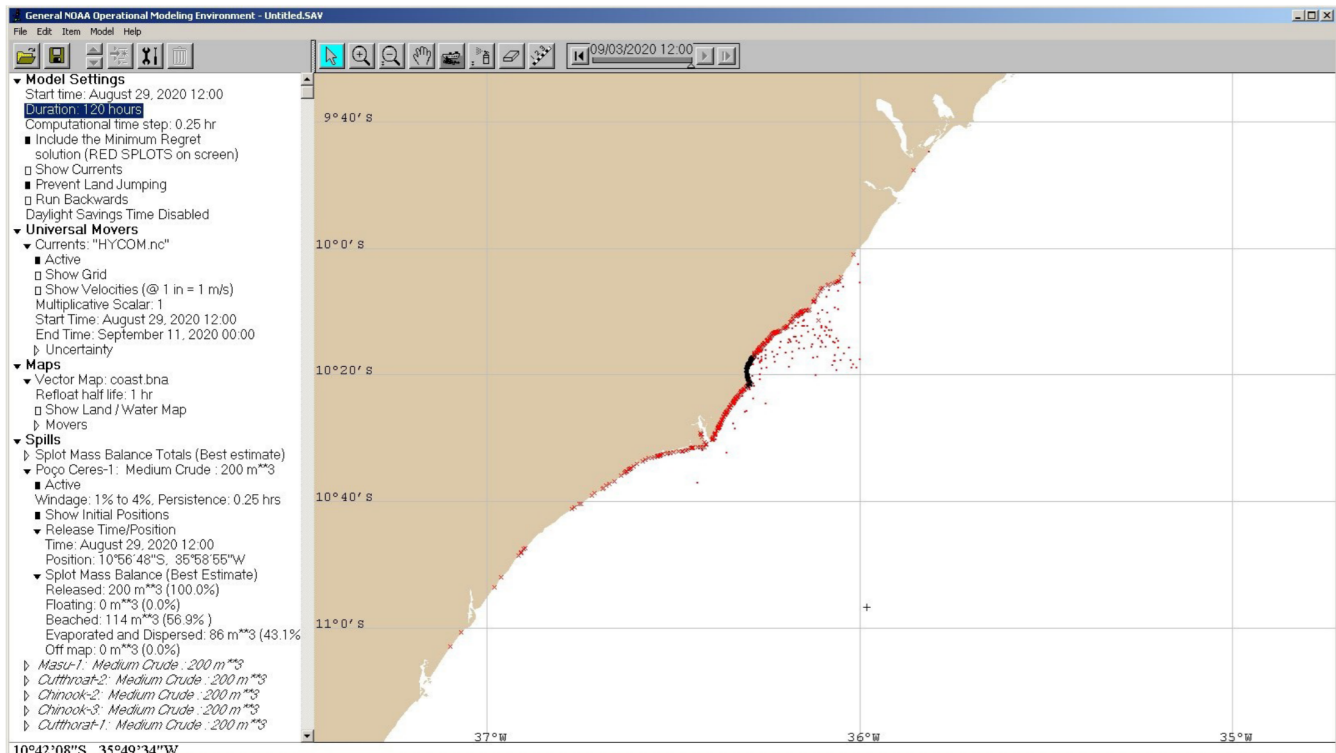 General NOAA Operational Modeling Environment - Untitled.SAV
File Edit Item Model Help
09/03/2020 12:00
Model Settings
Start time: August 29, 2020 12:00
Duration: 120 hours
Computational time step: 0.25 hr
Include the Minimum Regret
solution (RED SPLOTS on screen)
Show Currents
Prevent Land Jumping
Run Backwards
Daylight Savings Time Disabled
Universal Movers
Currents: "HYCOM.nc"
Active
Show Grid
Show Velocities (@ 1 in = 1 m/s)
Multiplicative Scalar: 1
Start Time: August 29, 2020 12:00
End Time: September 11, 2020 00:00
Uncertainty
Maps
Vector Map: coast.bna
Refloat half life: 1 hr
Show Land / Water Map
Movers
Spills
Splot Mass Balance Totals (Best estimate)
Poço Ceres-1: Medium Crude : 200 m**3
Active
Windage: 1% to 4%, Persistence: 0.25 hrs
Show Initial Positions
Release Time/Position
Time: August 29, 2020 12:00
Position: 10°56'48"S, 35°58'55"W
Splot Mass Balance (Best Estimate)
Released: 200 m**3 (100.0%)
Floating: 0 m**3 (0.0%)
Beached: 114 m**3 (56.9% )
Evaporated and Dispersed: 86 m**3 (43.1%
Off map: 0 m**3 (0.0%)
Masu-1: Medium Crude : 200 m**3
Cutthroat-2: Medium Crude : 200 m**3
Chinook-2: Medium Crude : 200 m**3
Chinook-3: Medium Crude : 200 m**3
Cutthorat-1: Medium Crude : 200 m**3
9°40's
10°0's
10°20's
10°40's
11°0's
37°W
36°W
35°W
10°42'08"S, 35°49'34"W